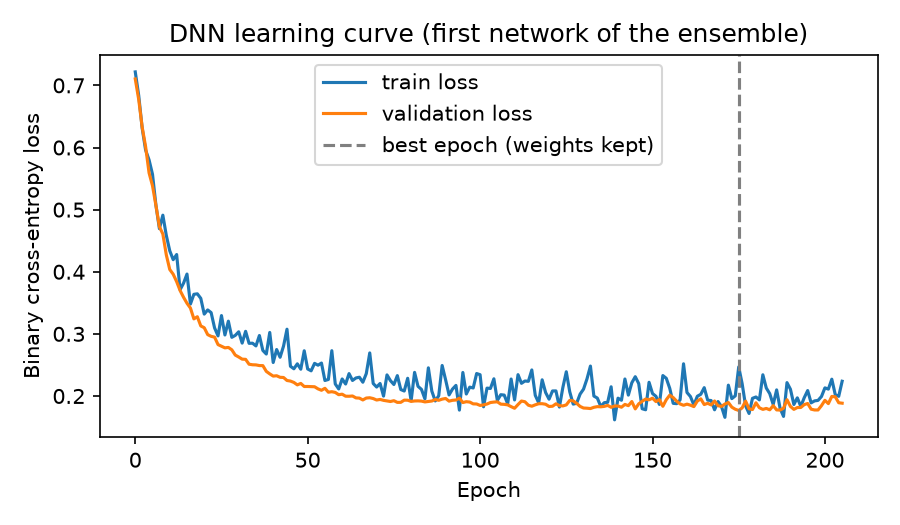 DNN learning curve (first network of the ensemble)
train loss
validation loss
best epoch (weights kept)
Binary cross-entropy loss
0.7
0.6
0.5
0.4
0.3
0.2
0
50
100
150
200
Epoch